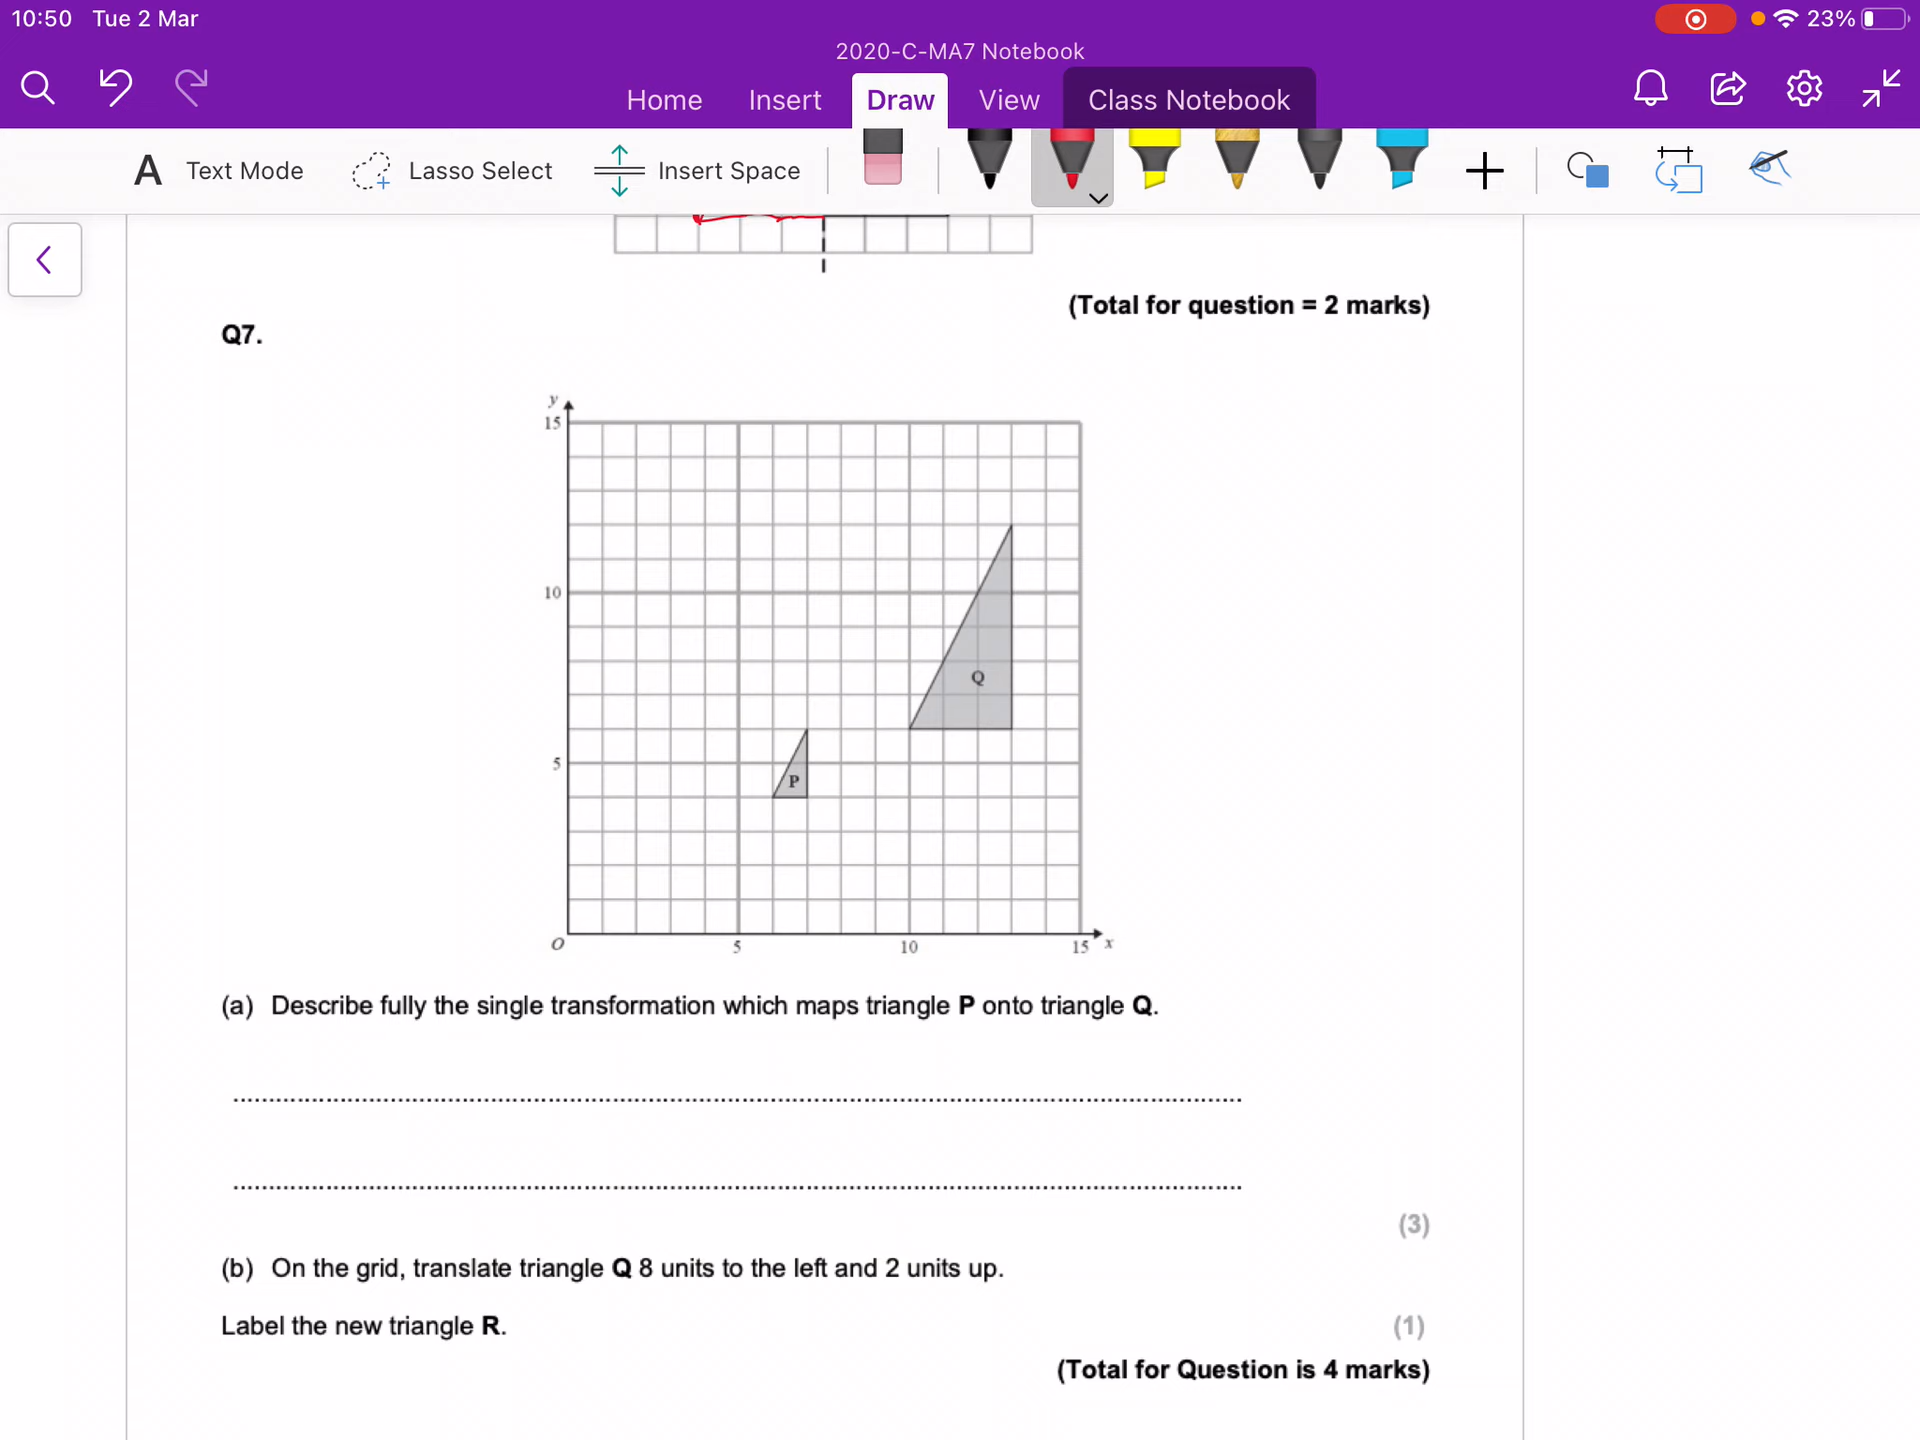 10:50 Tue 2 Mar
23%
2020-C-MA7 Notebook
Home Insert Draw View Class Notebook
A Text Mode Lasso Select Insert Space
(Total for question = 2 marks)
Q7.
y
15
10
Q
5
P
O 5 10 15 x
(a) Describe fully the single transformation which maps triangle P onto triangle Q.
(3)
(b) On the grid, translate triangle Q 8 units to the left and 2 units up.
Label the new triangle R.
(1)
(Total for Question is 4 marks)